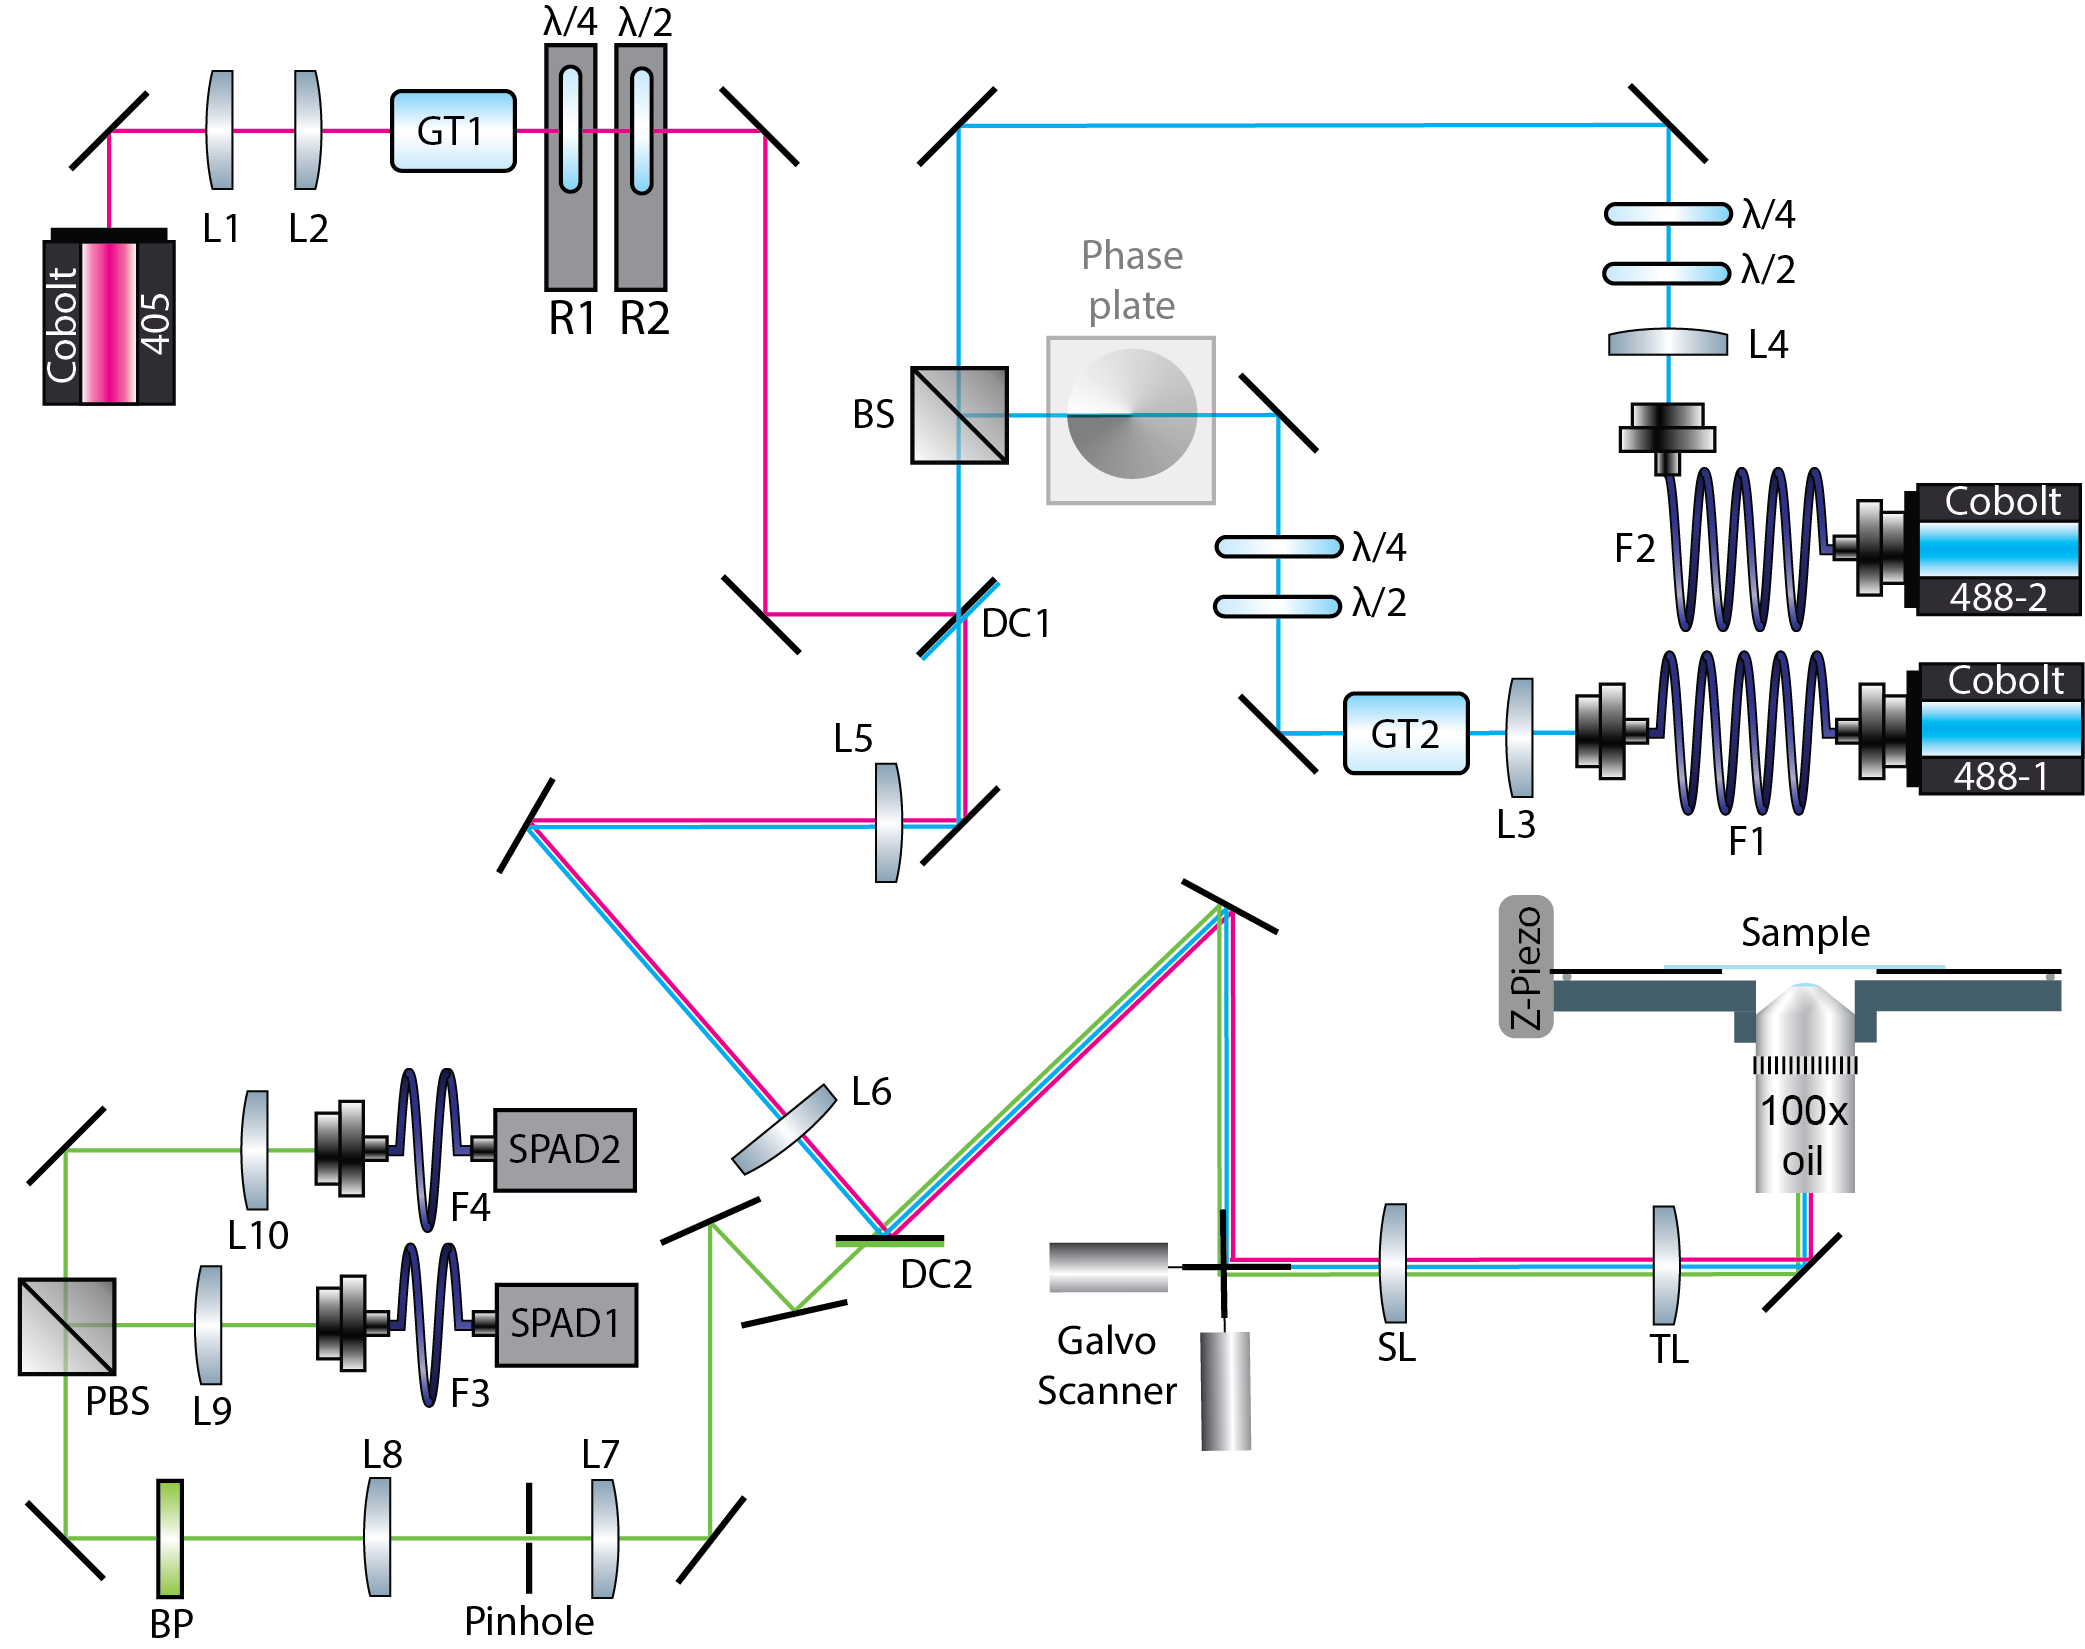 λ/4
λ/2
GT1
L1
L2
Cobolt
405
R1
R2
Phase
plate
BS
λ/4
λ/2
L4
Cobolt
488-2
F2
λ/4
λ/2
DC1
GT2
L3
Cobolt
488-1
F1
L5
Z-Piezo
Sample
100x
oil
L6
SPAD2
F4
L10
DC2
SPAD1
F3
PBS
L9
Galvo
Scanner
SL
TL
L8
L7
BP
Pinhole